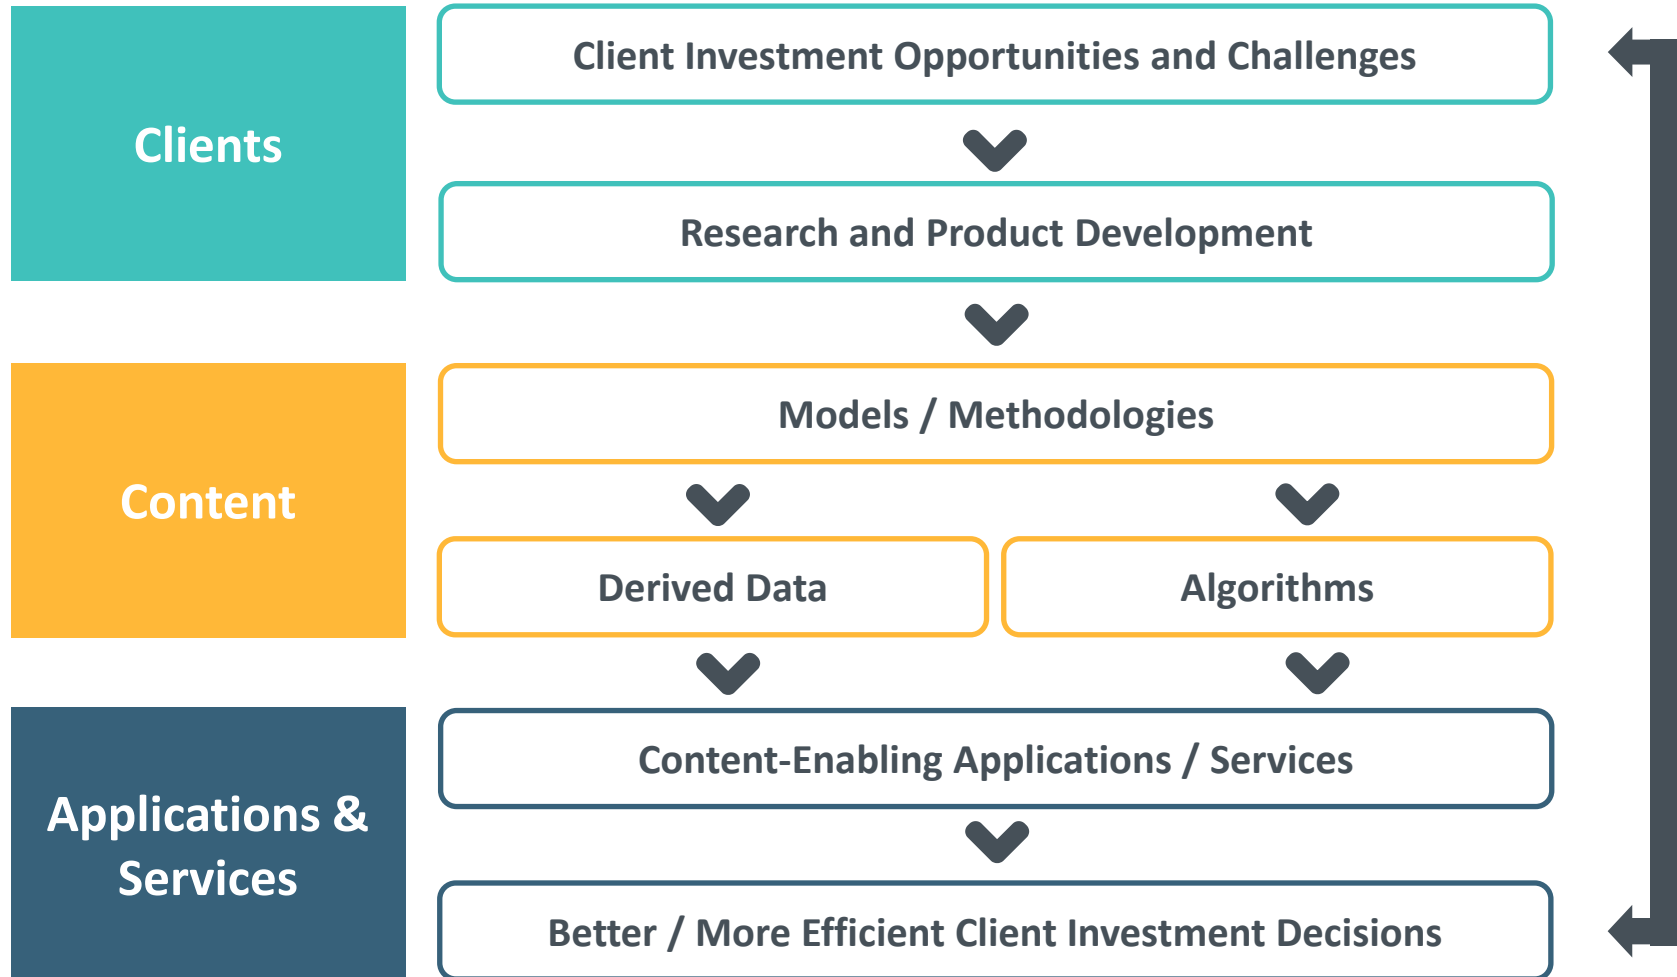 Clients
Client Investment Opportunities and Challenges
Research and Product Development
Content
Models / Methodologies
Derived Data
Algorithms
Applications &
Services
Content-Enabling Applications / Services
Better / More Efficient Client Investment Decisions